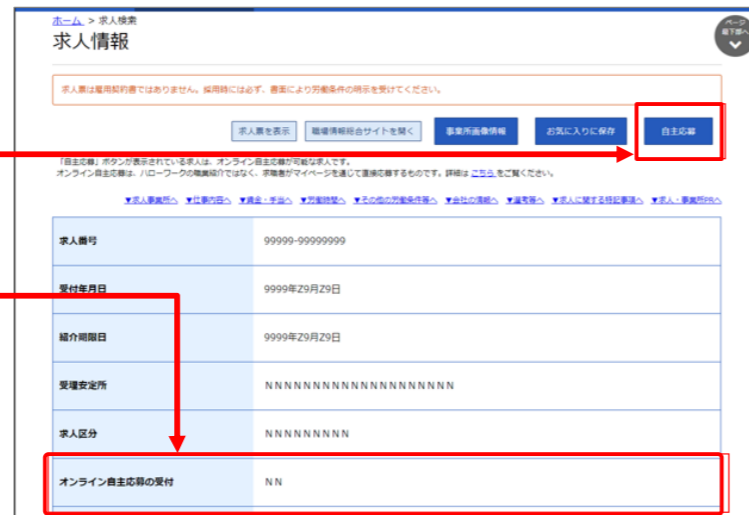 ホーム > 求人検索
求人情報
ページ
最下部へ
求人票は雇用契約書ではありません。採用時には必ず、書面により労働条件の明示を受けてください。
求人票を表示 職場情報総合サイトを開く 事業所画像情報 お気に入りに保存 自主応募
「自主応募」ボタンが表示されている求人は、オンライン自主応募が可能な求人です。
オンライン自主応募は、ハローワークの職業紹介ではなく、求職者がマイページを通じて直接応募するものです。詳細は こちら をご覧ください。
▼求人事業所へ ▼仕事内容へ ▼賃金・手当へ ▼労働時間へ ▼その他の労働条件等へ ▼会社の情報へ ▼選考等へ ▼求人に関する特記事項へ ▼求人・事業所PRへ
求人番号 99999-99999999
受付年月日 9999年Z9月Z9日
紹介期限日 9999年Z9月Z9日
受理安定所 ＮＮＮＮＮＮＮＮＮＮＮＮＮＮＮＮＮＮＮＮ
求人区分 ＮＮＮＮＮＮＮＮＮ
オンライン自主応募の受付 ＮＮ